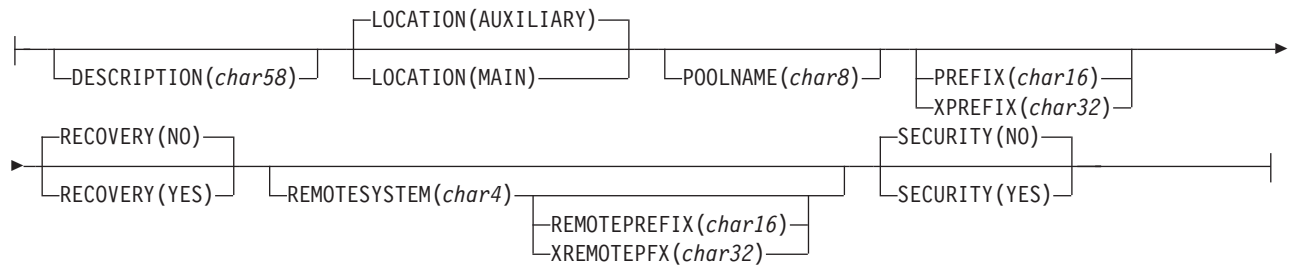 LOCATION(AUXILIARY)
DESCRIPTION(char58) LOCATION(MAIN) POOLNAME(char8) PREFIX(char16)
XPREFIX(char32)
RECOVERY(NO) SECURITY(NO)
RECOVERY(YES) REMOTESYSTEM(char4) SECURITY(YES)
REMOTEPREFIX(char16)
XREMOTEPFX(char32)